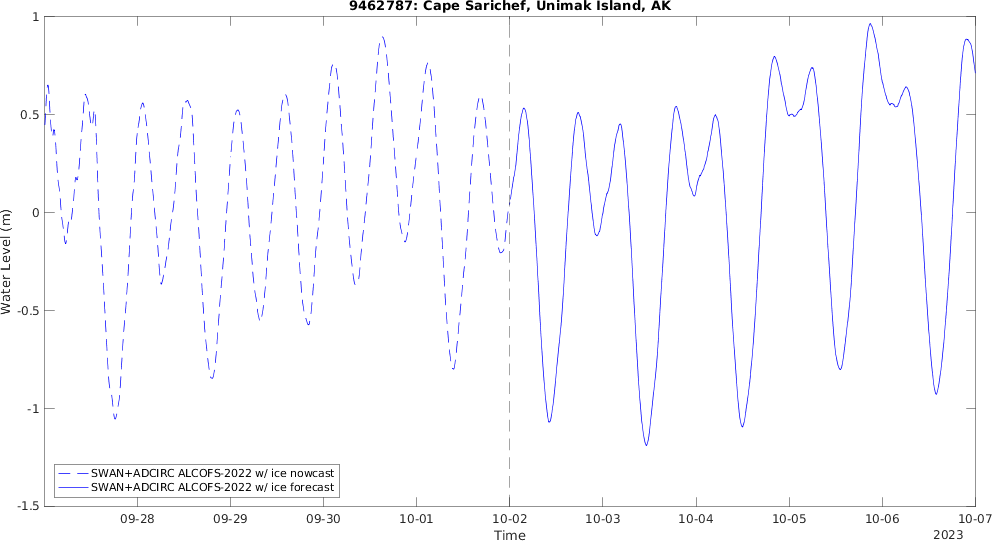 9462787: Cape Sarichef, Unimak Island, AK
Water Level (m)
1
0.5
0
-0.5
-1
-1.5
SWAN+ADCIRC ALCOFS-2022 w/ ice nowcast
SWAN+ADCIRC ALCOFS-2022 w/ ice forecast
09-28 09-29 09-30 10-01 10-02 10-03 10-04 10-05 10-06 10-07
Time
2023